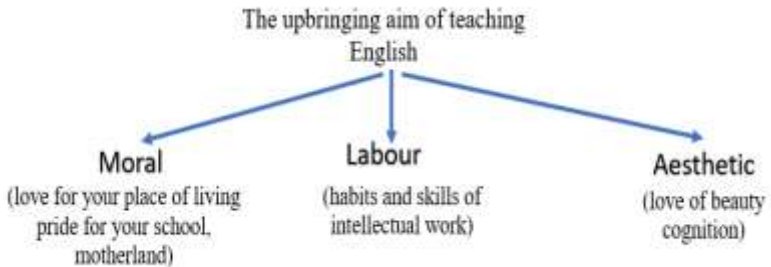 The upbringing aim of teaching
English
Moral
(love for your place of living
pride for your school,
motherland)
Labour
(habits and skills of
intellectual work)
Aesthetic
(love of beauty
cognition)